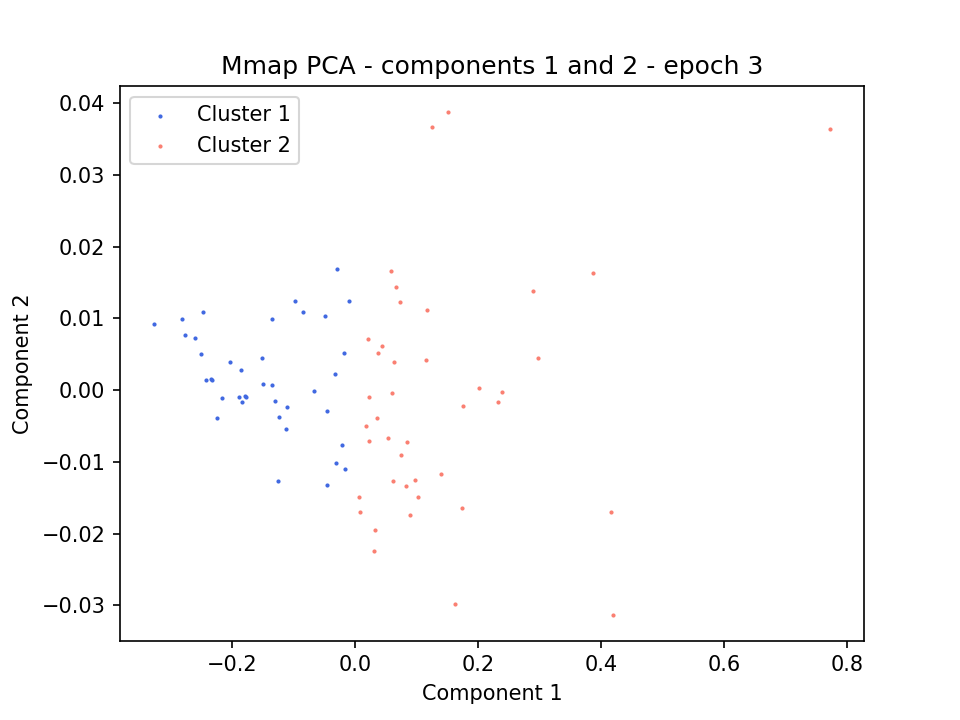 Mmap PCA - components 1 and 2 - epoch 3
Cluster 1
Cluster 2
0.04
0.03
0.02
0.01
0.00
−0.01
−0.02
−0.03
Component 2
−0.2 0.0 0.2 0.4 0.6 0.8
Component 1